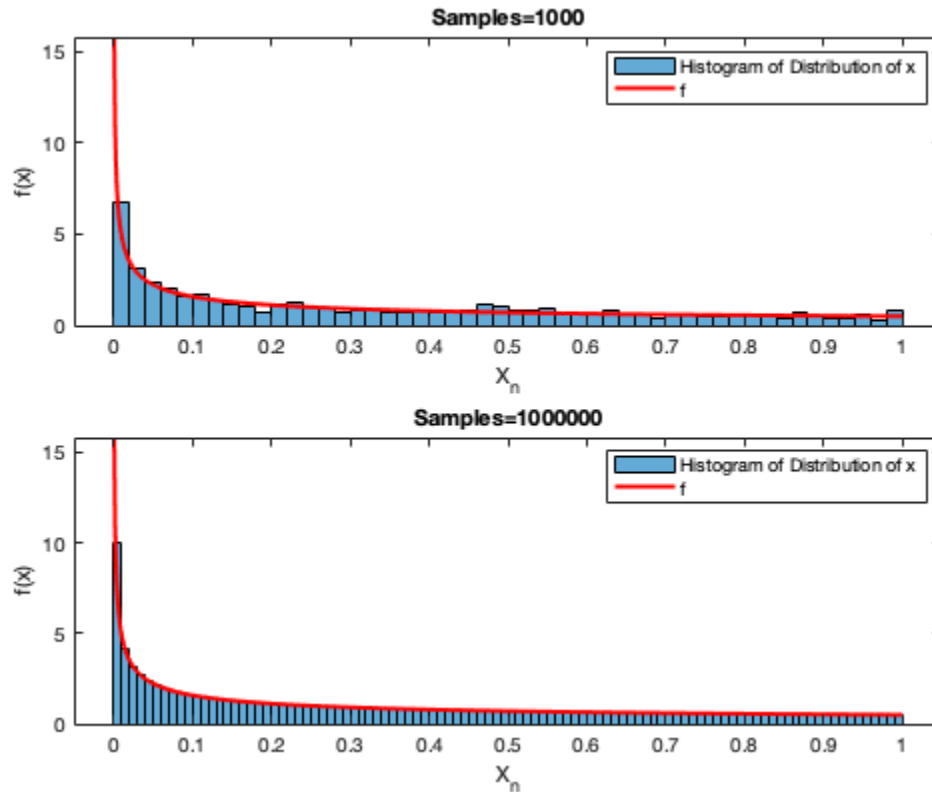 Samples=1000
15
10
5
0
f(x)
Histogram of Distribution of x
f
0 0.1 0.2 0.3 0.4 0.5 0.6 0.7 0.8 0.9 1
X_n
Samples=1000000
15
10
5
0
f(x)
Histogram of Distribution of x
f
0 0.1 0.2 0.3 0.4 0.5 0.6 0.7 0.8 0.9 1
X_n